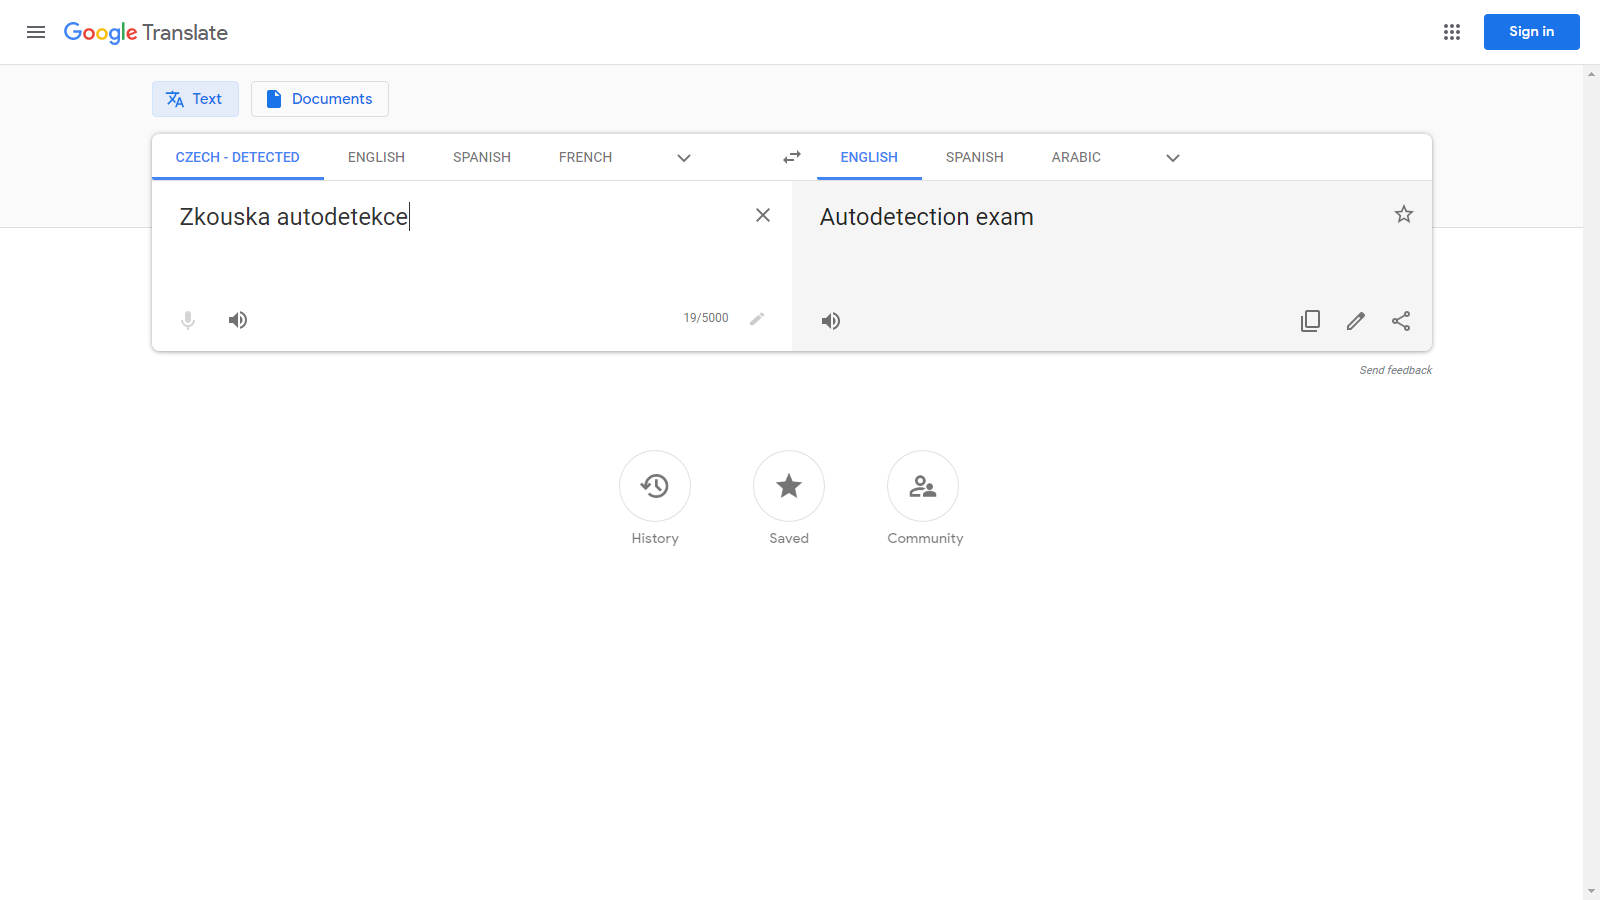 Google Translate
Sign in
Text
Documents
CZECH - DETECTED ENGLISH SPANISH FRENCH ENGLISH SPANISH ARABIC
Zkouska autodetekce
Autodetection exam
19/5000
Send feedback
History
Saved
Community